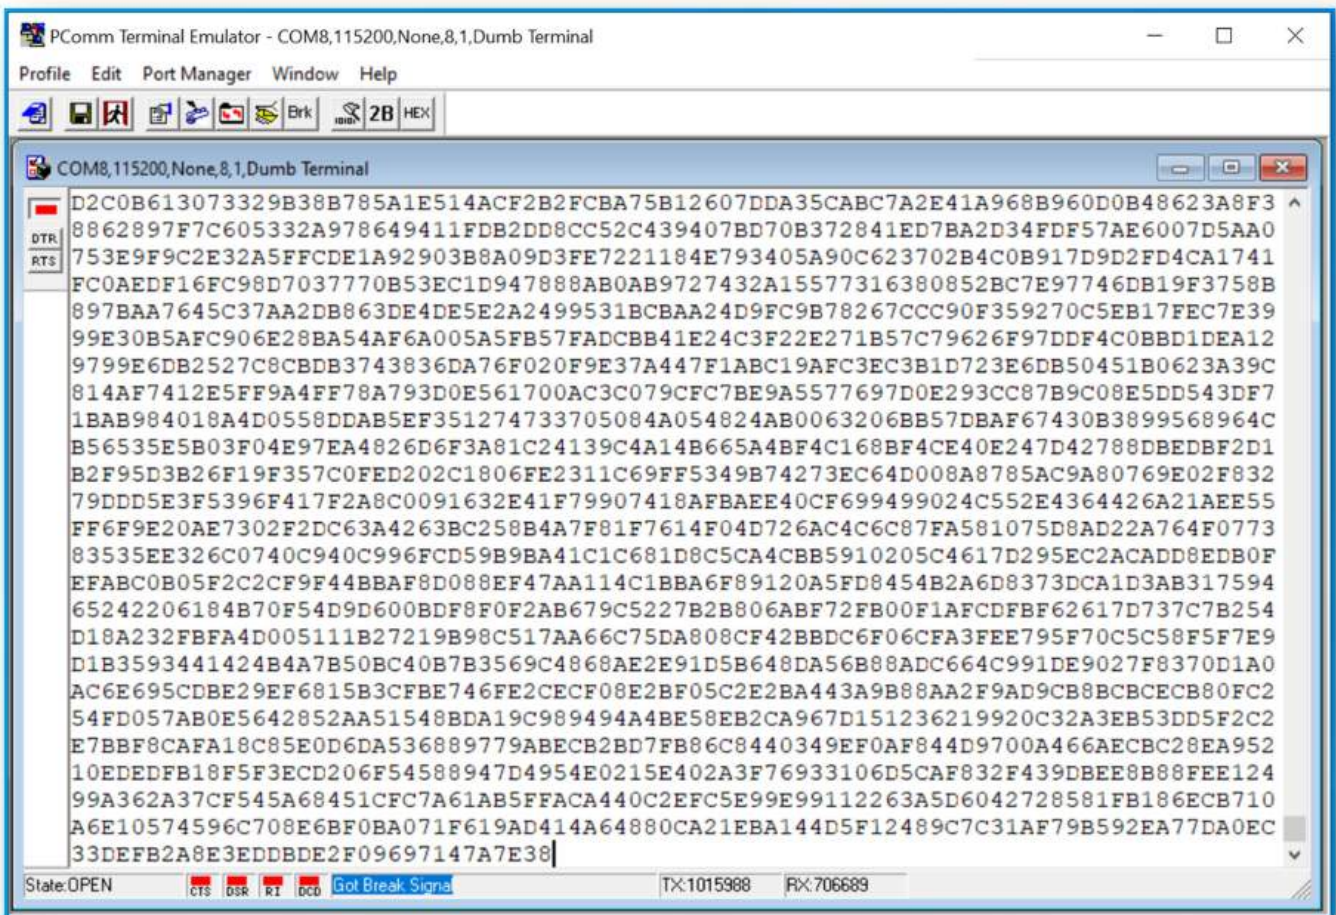 PComm Terminal Emulator - COM8,115200,None,8,1,Dumb Terminal
Profile Edit Port Manager Window Help
Brk 2B HEX
COM8,115200,None,8,1,Dumb Terminal
D2C0B613073329B38B785A1E514ACF2B2FCBA75B12607DDA35CABC7A2E41A968B960D0B48623A8F3
DTR
8862897F7C605332A978649411FDB2DD8CC52C439407BD70B372841ED7BA2D34FDF57AE6007D5AA0
RTS
753E9F9C2E32A5FFCDE1A92903B8A09D3FE7221184E793405A90C623702B4C0B917D9D2FD4CA1741
FC0AEDF16FC98D7037770B53EC1D947888AB0AB9727432A15577316380852BC7E97746DB19F3758B
897BAA7645C37AA2DB863DE4DE5E2A2499531BCBAA24D9FC9B78267CCC90F359270C5EB17FEC7E39
99E30B5AFC906E28BA54AF6A005A5FB57FADCBB41E24C3F22E271B57C79626F97DDF4C0BBD1DEA12
9799E6DB2527C8CBDB3743836DA76F020F9E37A447F1ABC19AFC3EC3B1D723E6DB50451B0623A39C
814AF7412E5FF9A4FF78A793D0E561700AC3C079CFC7BE9A5577697D0E293CC87B9C08E5DD543DF7
1BAB984018A4D0558DDAB5EF351274733705084A054824AB0063206BB57DBAF67430B3899568964C
B56535E5B03F04E97EA4826D6F3A81C24139C4A14B665A4BF4C168BF4CE40E247D42788DBEDBF2D1
B2F95D3B26F19F357C0FED202C1806FE2311C69FF5349B74273EC64D008A8785AC9A80769E02F832
79DDD5E3F5396F417F2A8C0091632E41F79907418AFBAEE40CF699499024C552E4364426A21AEE55
FF6F9E20AE7302F2DC63A4263BC258B4A7F81F7614F04D726AC4C6C87FA581075D8AD22A764F0773
83535EE326C0740C940C996FCD59B9BA41C1C681D8C5CA4CBB5910205C4617D295EC2ACADD8EDB0F
EFABC0B05F2C2CF9F44BBAF8D088EF47AA114C1BBA6F89120A5FD8454B2A6D8373DCA1D3AB317594
65242206184B70F54D9D600BDF8F0F2AB679C5227B2B806ABF72FB00F1AFCDFBF62617D737C7B254
D18A232FBFA4D005111B27219B98C517AA66C75DA808CF42BBDC6F06CFA3FEE795F70C5C58F5F7E9
D1B3593441424B4A7B50BC40B7B3569C4868AE2E91D5B648DA56B88ADC664C991DE9027F8370D1A0
AC6E695CDBE29EF6815B3CFBE746FE2CECF08E2BF05C2E2BA443A9B88AA2F9AD9CB8BCBCECB80FC2
54FD057AB0E5642852AA51548BDA19C989494A4BE58EB2CA967D151236219920C32A3EB53DD5F2C2
E7BBF8CAFA18C85E0D6DA536889779ABECB2BD7FB86C8440349EF0AF844D9700A466AECBC28EA952
10EDEDFB18F5F3ECD206F54588947D4954E0215E402A3F76933106D5CAF832F439DBEE8B88FEE124
99A362A37CF545A68451CFC7A61AB5FFACA440C2EFC5E99E99112263A5D6042728581FB186ECB710
A6E10574596C708E6BF0BA071F619AD414A64880CA21EBA144D5F12489C7C31AF79B592EA77DA0EC
33DEFB2A8E3EDDBDE2F09697147A7E38
State:OPEN CTS DSR RI DCD Got Break Signal TX:1015988 RX:706689